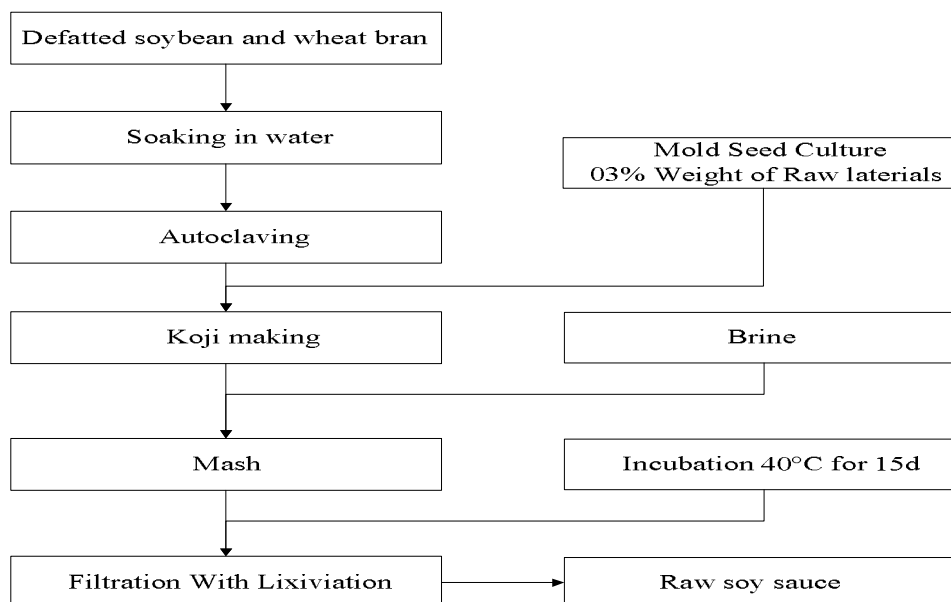 Defatted soybean and wheat bran
Soaking in water
Mold Seed Culture
03% Weight of Raw laterials
Autoclaving
Koji making
Brine
Mash
Incubation 40°C for 15d
Filtration With Lixiviation
Raw soy sauce